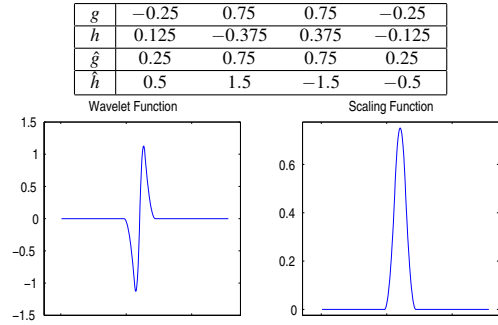 g −0.25 0.75 0.75 −0.25
h 0.125 −0.375 0.375 −0.125
ĝ 0.25 0.75 0.75 0.25
ĥ 0.5 1.5 −1.5 −0.5
Wavelet Function Scaling Function
1.5
1
0.5
0
−0.5
−1
−1.5
0.6
0.4
0.2
0